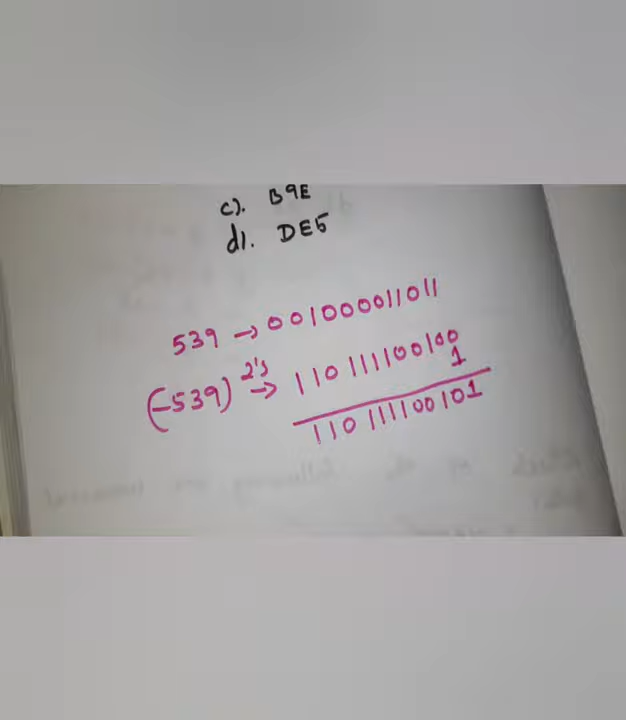 c). B9E
d). DE5
539 → 001000011011
(-539) 2's → 110111100100
1
110111100101